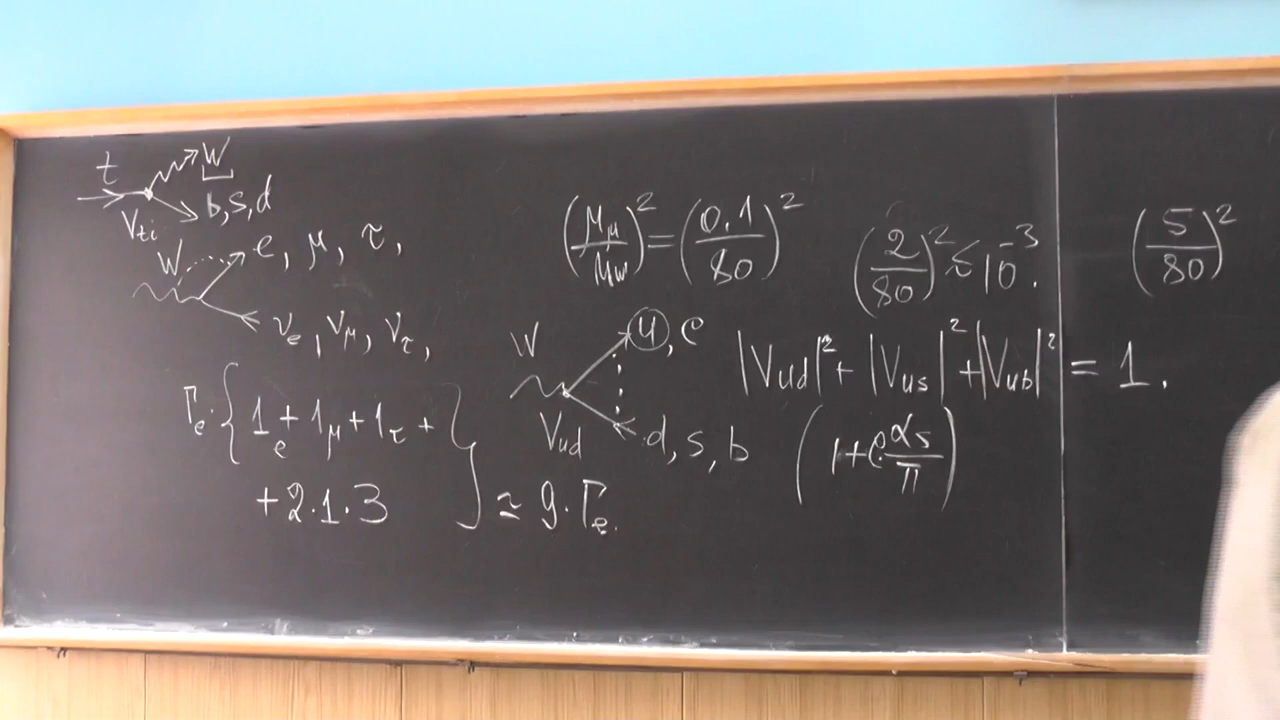 t W
b, s, d
V_{ti}
W e, μ, τ,
ν_e, ν_μ, ν_τ,
Γ_e · { 1_e + 1_μ + 1_τ +
+ 2·1·3 } ≃ 9·Γ_e.
(M_μ / M_W)² = (0.1 / 80)²
(2 / 80)² ≲ 10^{-3}.
(5 / 80)²
W u, c
V_{ud} d, s, b
|V_{ud}|² + |V_{us}|² + |V_{ub}|² = 1.